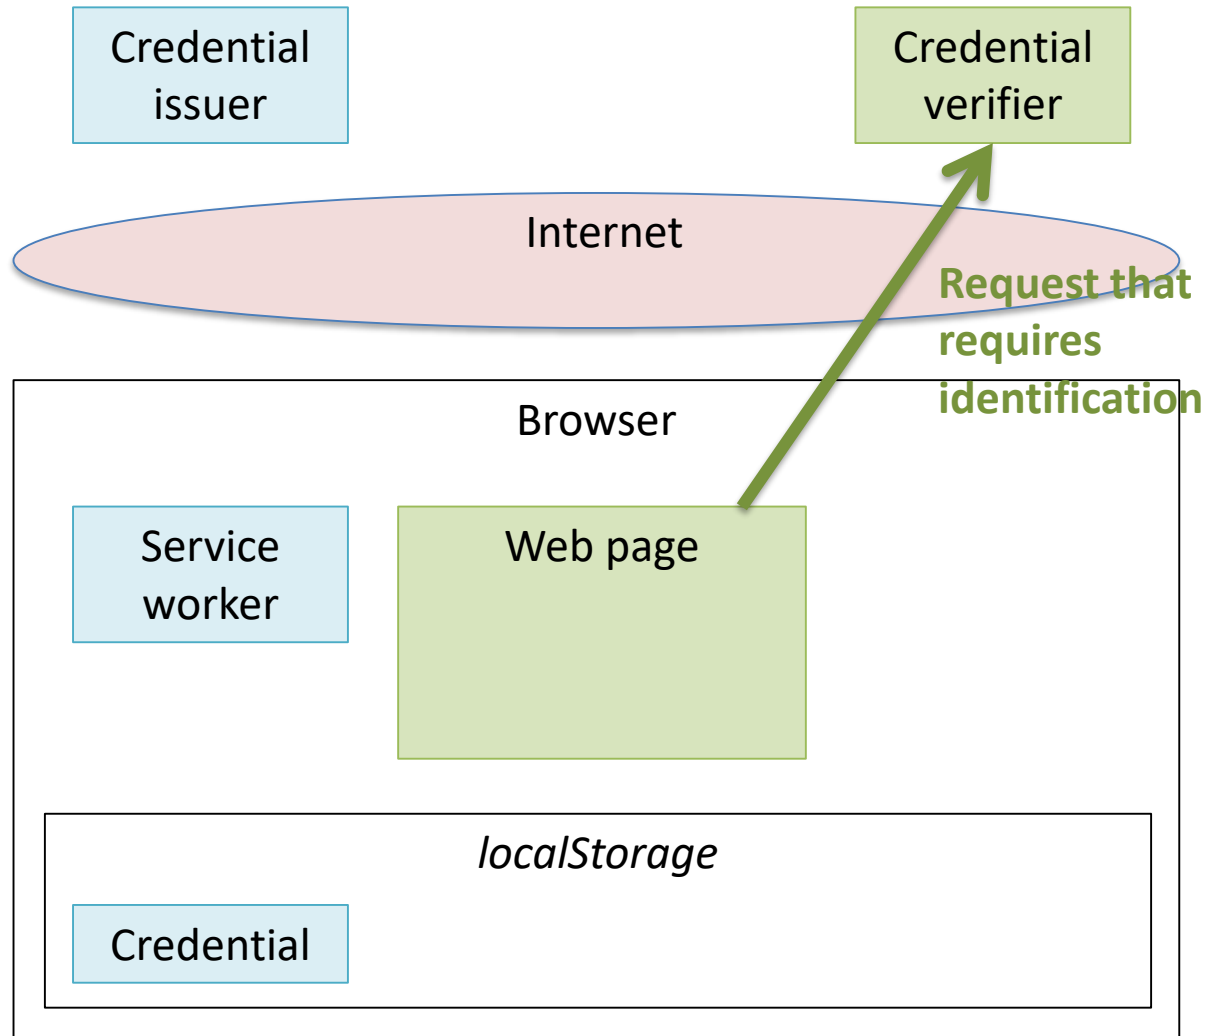 Credential
issuer
Credential
verifier
Internet
Request that
requires
identification
Browser
Service
worker
Web page
localStorage
Credential